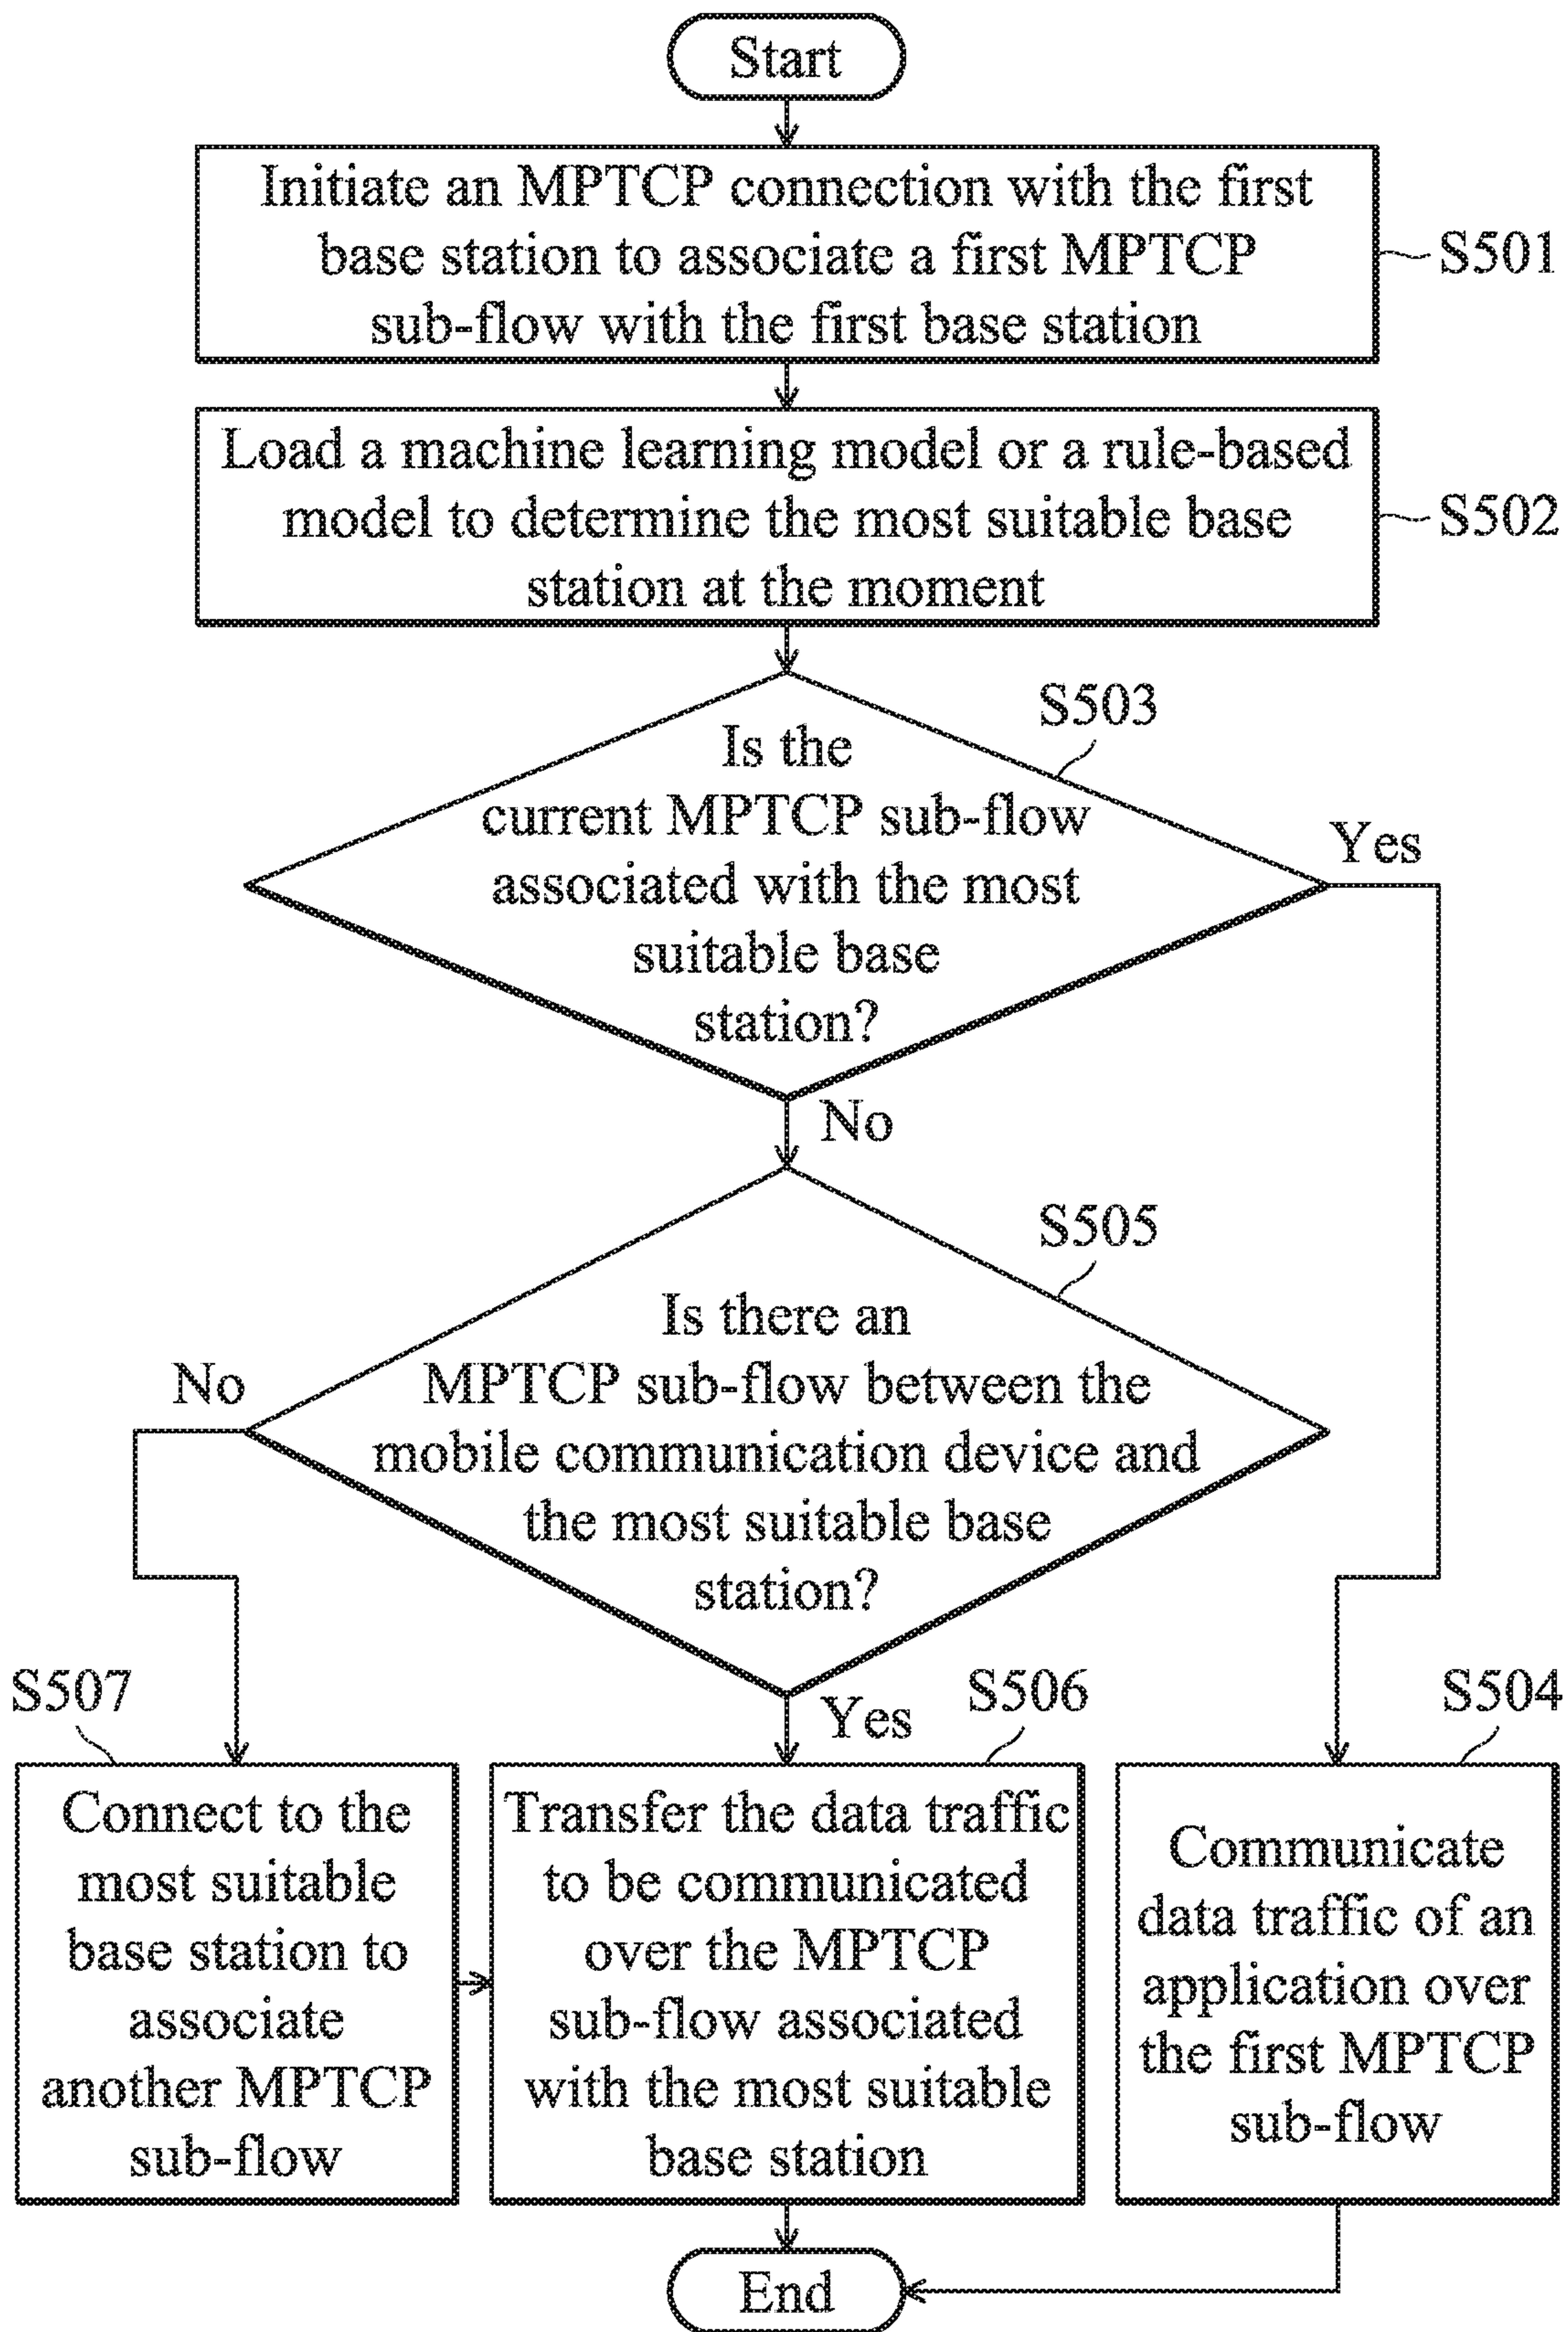 Start
Initiate an MPTCP connection with the first
base station to associate a first MPTCP
sub-flow with the first base station
S501
Load a machine learning model or a rule-based
model to determine the most suitable base
station at the moment
S502
S503
Is the
current MPTCP sub-flow
associated with the most
suitable base
station?
Yes
No
S505
Is there an
MPTCP sub-flow between the
mobile communication device and
the most suitable base
station?
No
Yes
S507
Connect to the
most suitable
base station to
associate
another MPTCP
sub-flow
S506
Transfer the data traffic
to be communicated
over the MPTCP
sub-flow associated
with the most suitable
base station
S504
Communicate
data traffic of an
application over
the first MPTCP
sub-flow
End